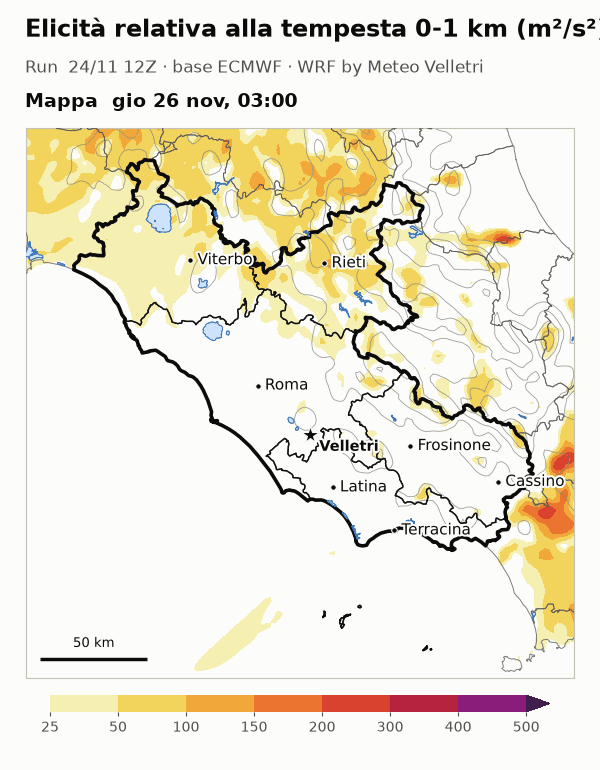 Elicità relativa alla tempesta 0-1 km (m²/s²)
Run 24/11 12Z · base ECMWF · WRF by Meteo Velletri
Mappa gio 26 nov, 03:00
Viterbo
Rieti
Roma
Velletri
Frosinone
Cassino
Latina
Terracina
50 km
25 50 100 150 200 300 400 500